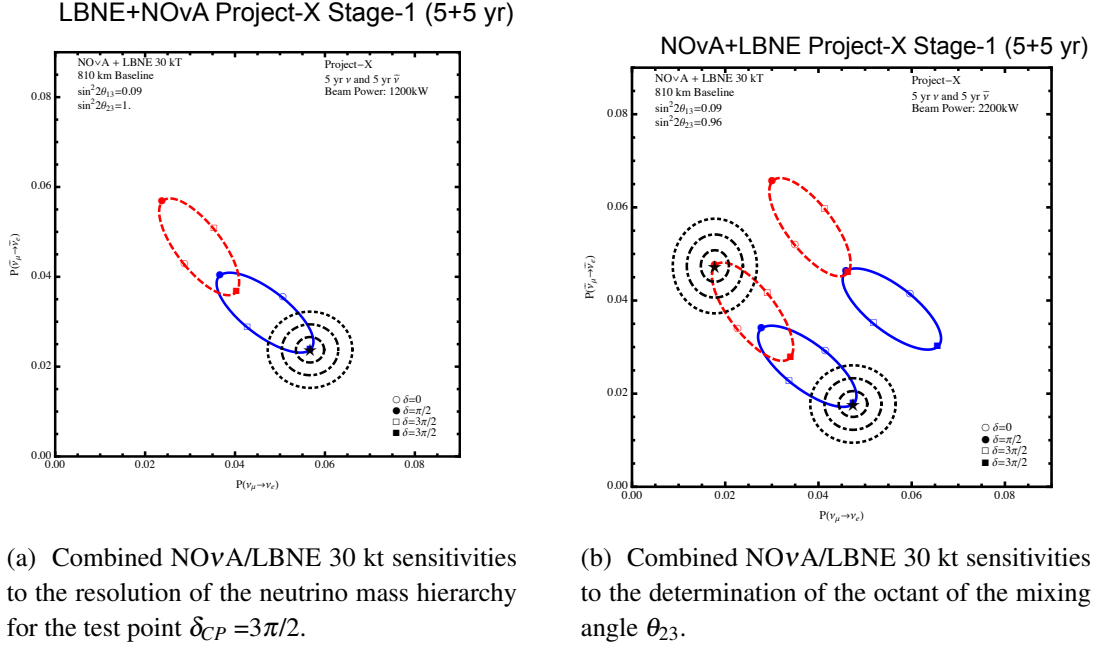 LBNE+NOvA Project-X Stage-1 (5+5 yr)
NOνA + LBNE 30 kT
810 km Baseline
sin²2θ₁₃=0.09
sin²2θ₂₃=1.
Project-X
5 yr ν and 5 yr ν̅
Beam Power: 1200kW
0.08
0.06
0.04
0.02
0.00
P(ν̅μ→ν̅e)
○ δ=0
● δ=π/2
□ δ=3π/2
■ δ=3π/2
0.00 0.02 0.04 0.06 0.08
P(νμ→νe)
(a) Combined NOνA/LBNE 30 kt sensitivities
to the resolution of the neutrino mass hierarchy
for the test point δCP =3π/2.
NOvA+LBNE Project-X Stage-1 (5+5 yr)
NOνA + LBNE 30 kT
810 km Baseline
sin²2θ₁₃=0.09
sin²2θ₂₃=0.96
Project-X
5 yr ν and 5 yr ν̅
Beam Power: 2200kW
0.08
0.06
0.04
0.02
0.00
P(ν̅μ→ν̅e)
○ δ=0
● δ=π/2
□ δ=3π/2
■ δ=3π/2
0.00 0.02 0.04 0.06 0.08
P(νμ→νe)
(b) Combined NOνA/LBNE 30 kt sensitivities
to the determination of the octant of the mixing
angle θ₂₃.